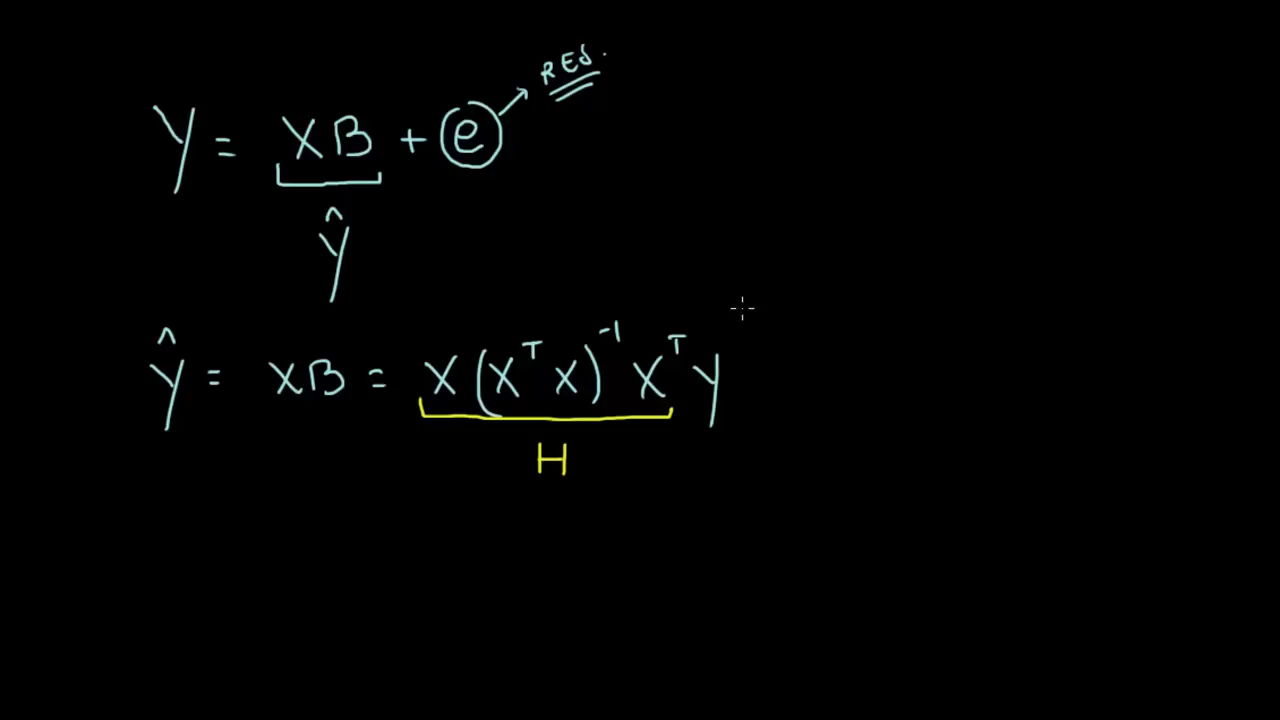 RES.
Y = XB + e
Ŷ
Ŷ = XB = X(XᵀX)⁻¹XᵀY
H